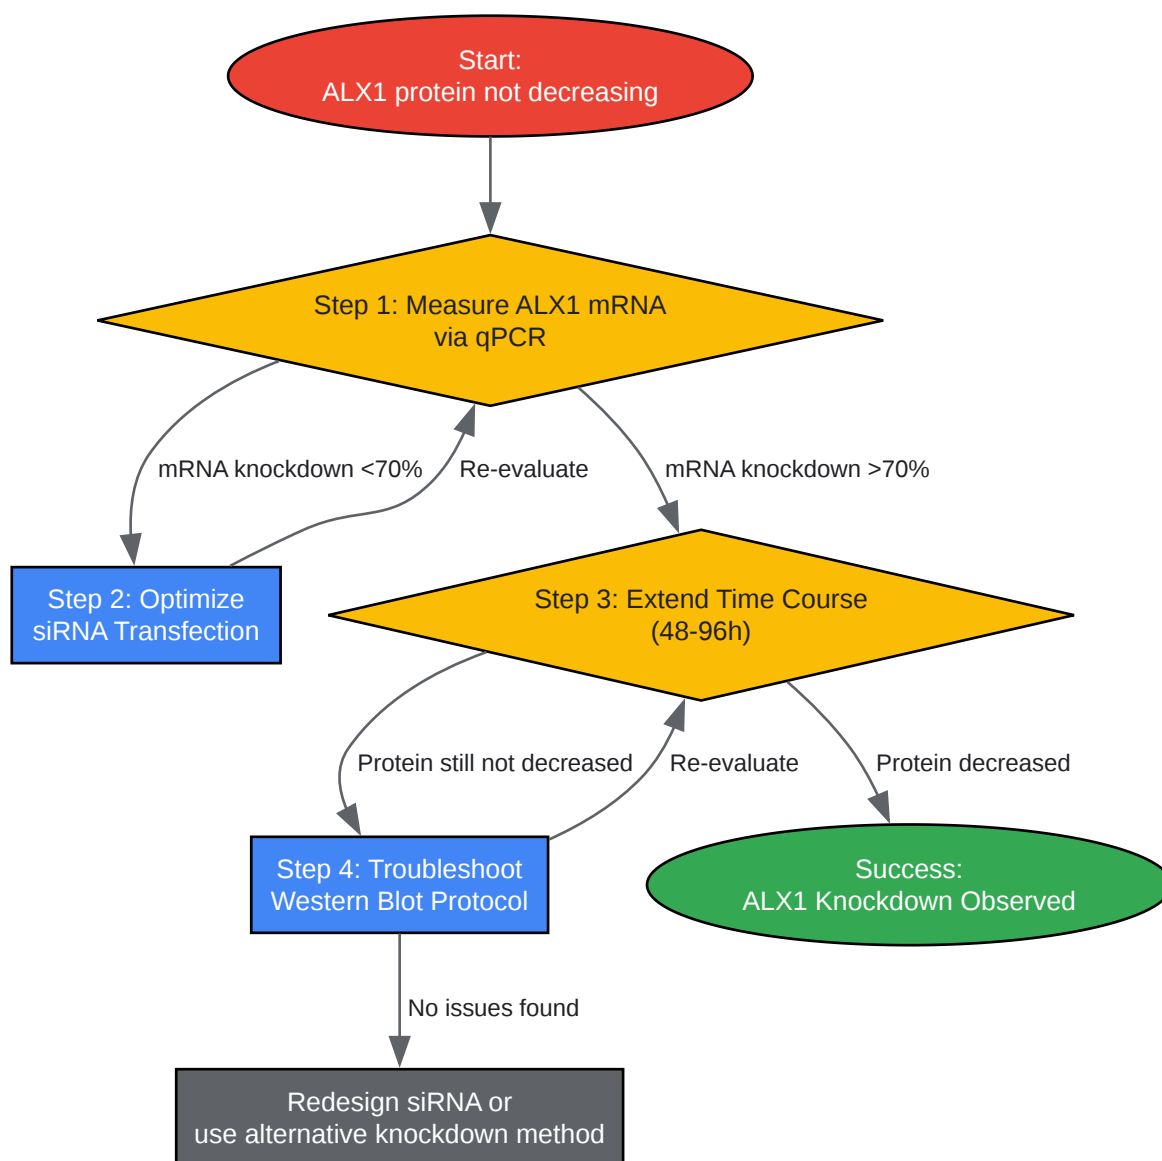 Start:
ALX1 protein not decreasing
Step 1: Measure ALX1 mRNA
via qPCR
mRNA knockdown <70%
Re-evaluate
mRNA knockdown >70%
Step 2: Optimize
siRNA Transfection
Step 3: Extend Time Course
(48-96h)
Protein still not decreased
Re-evaluate
Protein decreased
Step 4: Troubleshoot
Western Blot Protocol
Success:
ALX1 Knockdown Observed
No issues found
Redesign siRNA or
use alternative knockdown method